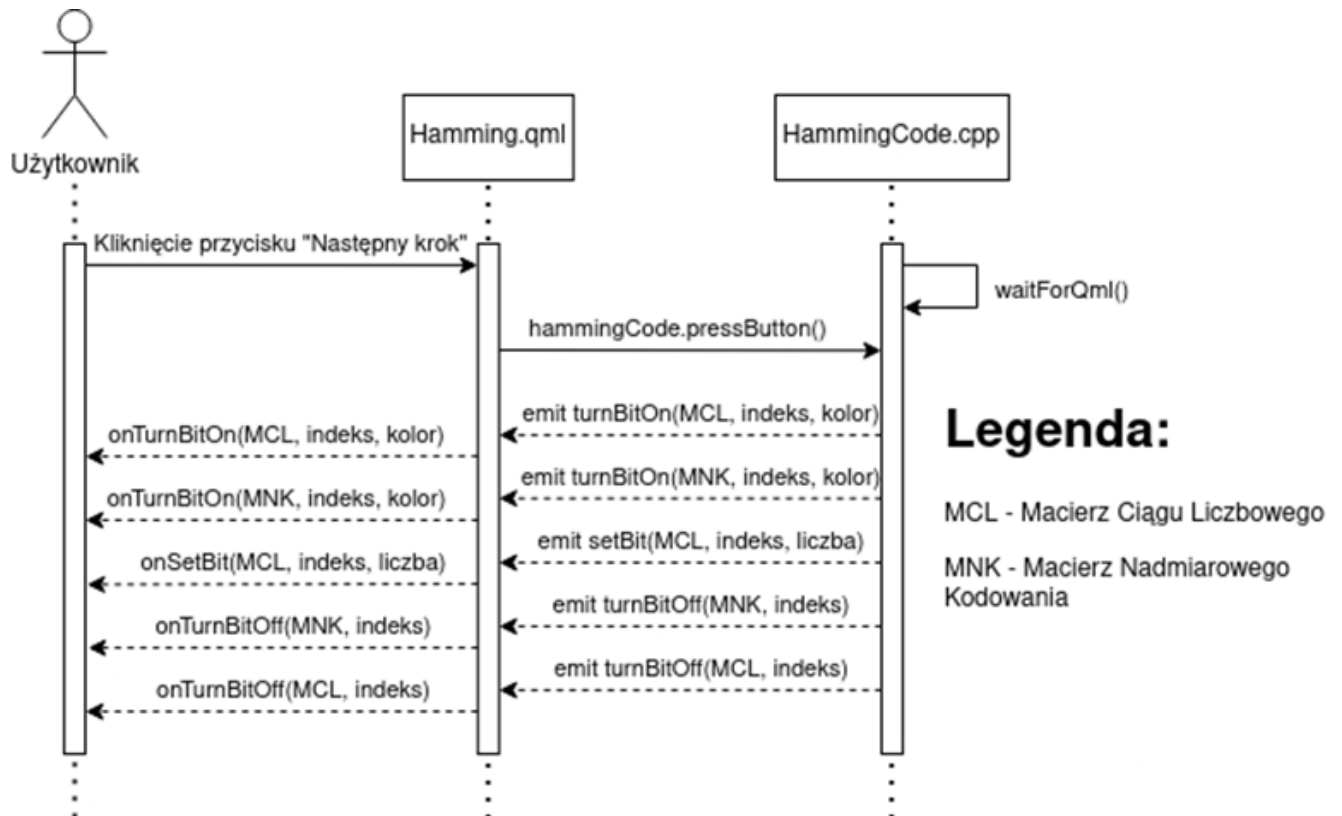 Użytkownik
Hamming.qml
HammingCode.cpp
Kliknięcie przycisku "Następny krok"
waitForQml()
hammingCode.pressButton()
emit turnBitOn(MCL, indeks, kolor)
onTurnBitOn(MCL, indeks, kolor)
emit turnBitOn(MNK, indeks, kolor)
onTurnBitOn(MNK, indeks, kolor)
emit setBit(MCL, indeks, liczba)
onSetBit(MCL, indeks, liczba)
emit turnBitOff(MNK, indeks)
onTurnBitOff(MNK, indeks)
emit turnBitOff(MCL, indeks)
onTurnBitOff(MCL, indeks)
Legenda:
MCL - Macierz Ciągu Liczbowego
MNK - Macierz Nadmiarowego
Kodowania